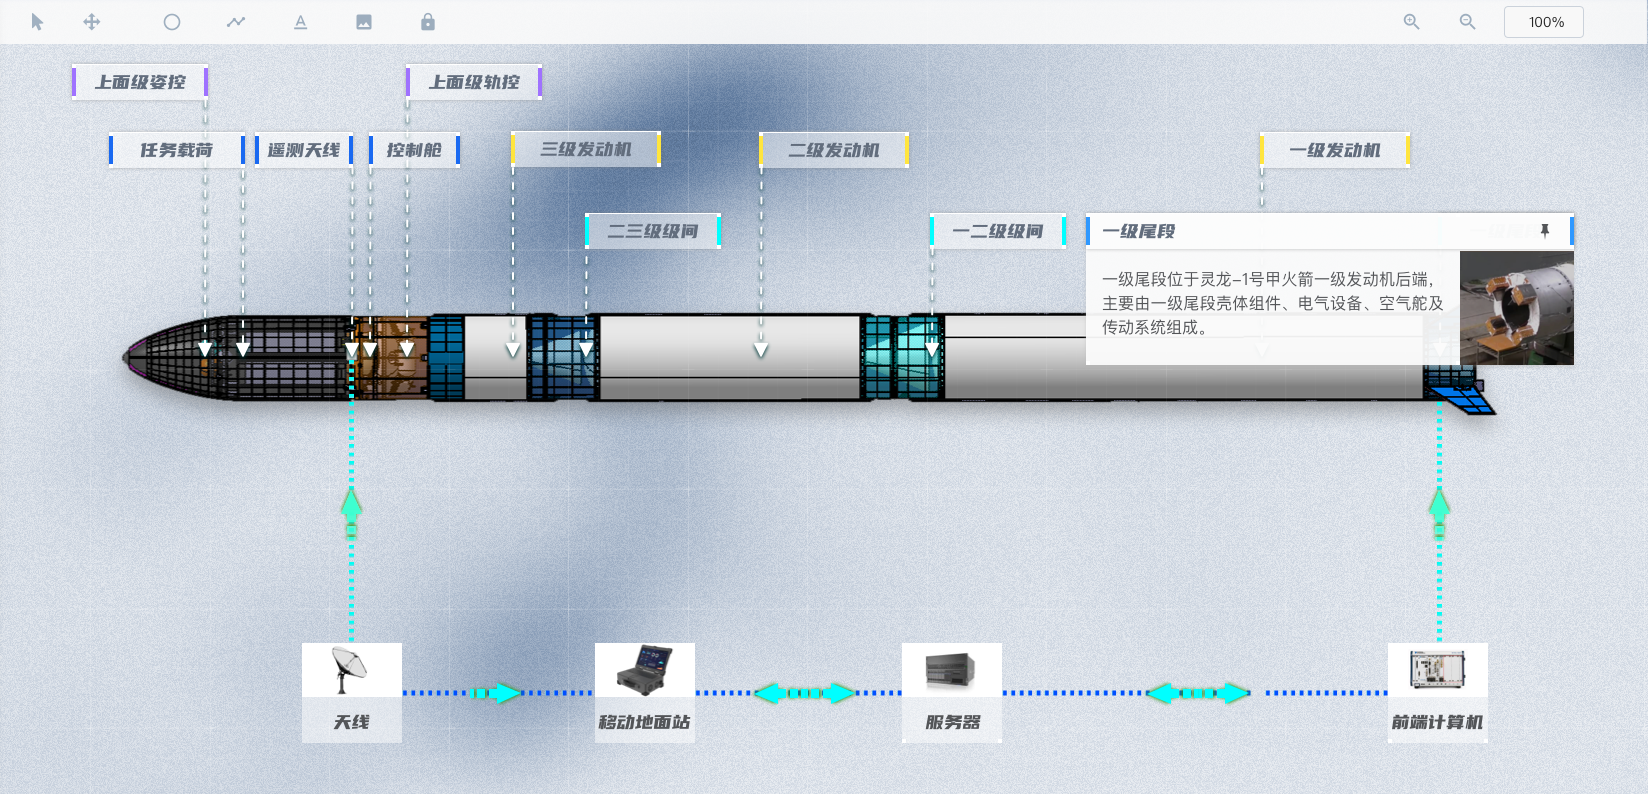 A
100%
上面级姿控
上面级轨控
任务载荷
遥测天线
控制舱
三级发动机
二级发动机
一级发动机
二三级级间
一二级级间
一级尾段
一级尾段位于灵龙-1号甲火箭一级发动机后端，
主要由一级尾段壳体组件、电气设备、空气舵及
传动系统组成。
天线
移动地面站
服务器
前端计算机